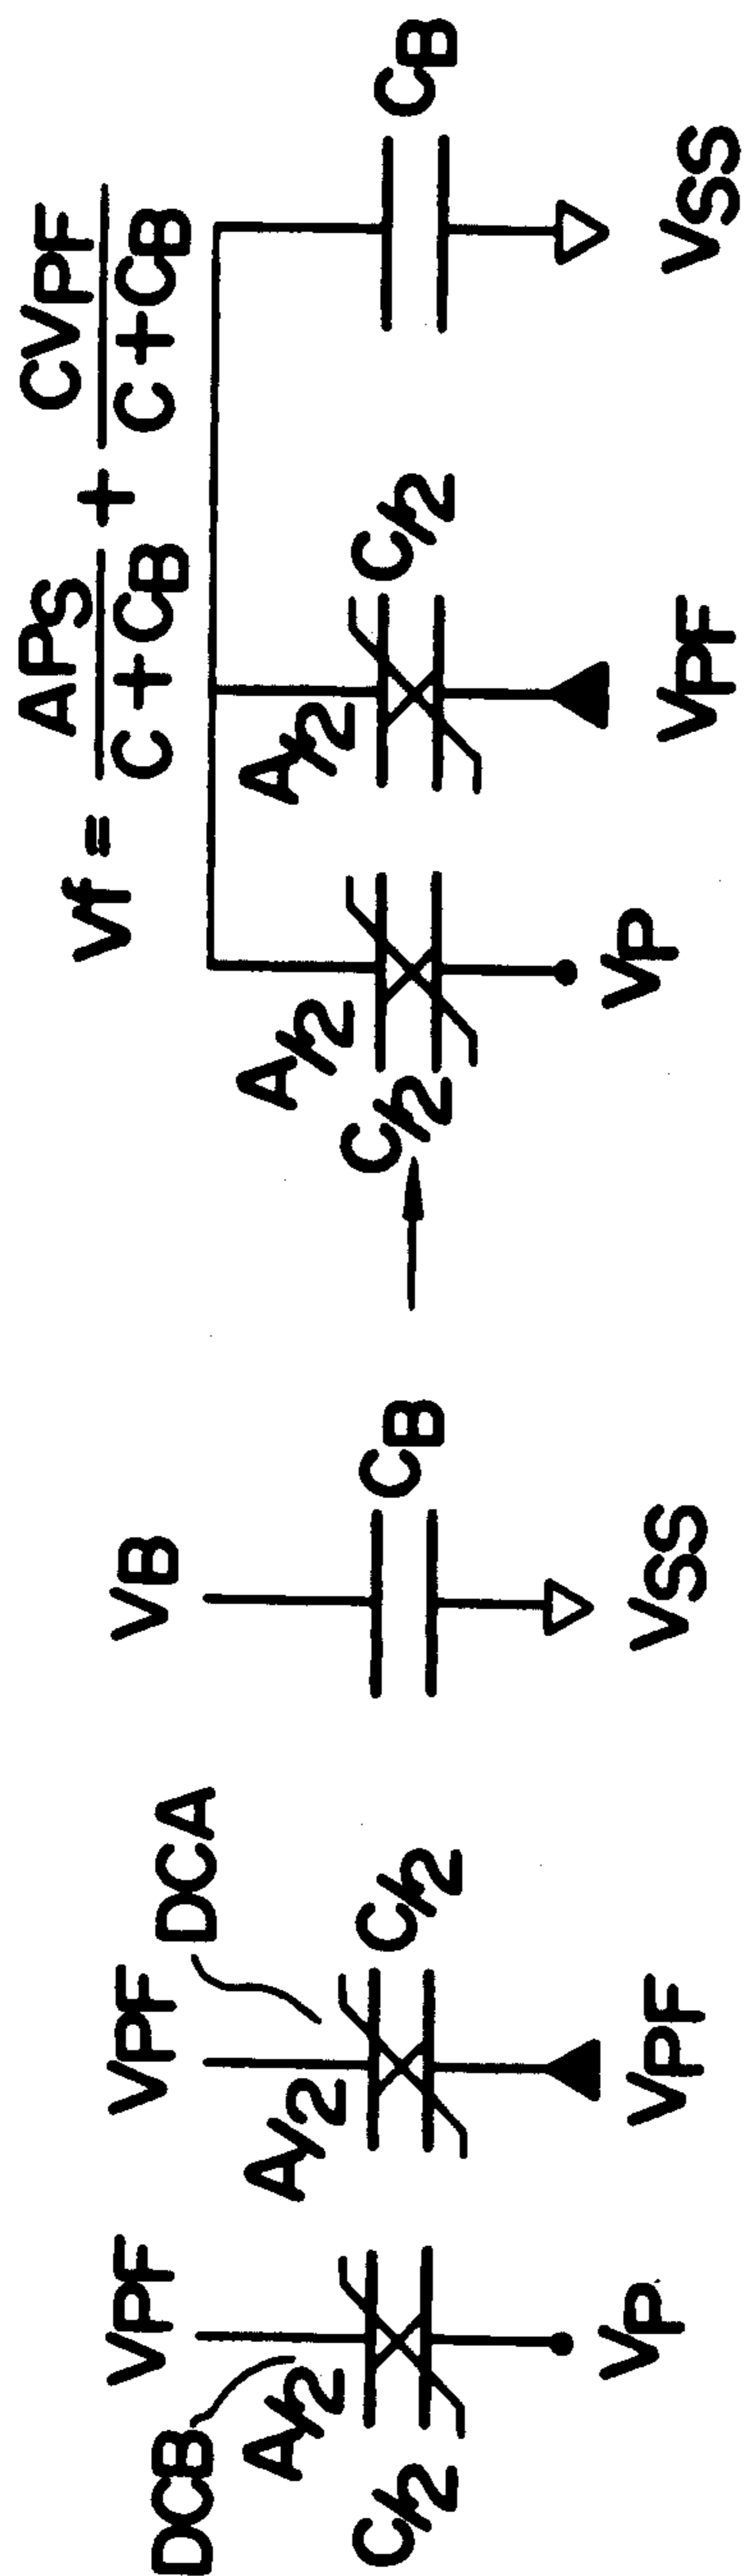 VPF VPF VB
DCB DCA
A/2 A/2
C/2 C/2 CB
VP VPF VSS
Vf = APS / C+CB + CVPF / C+CB
A/2 A/2
C/2 C/2 CB
VP VPF VSS